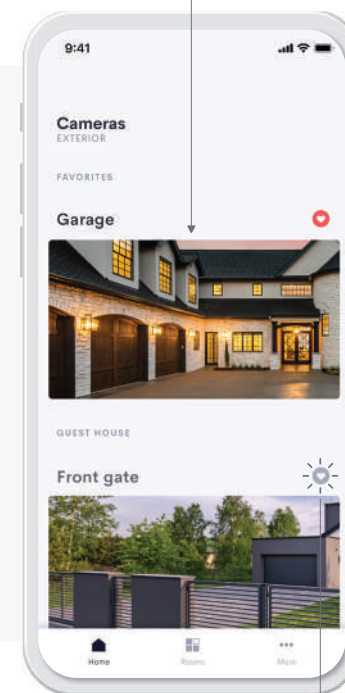 9:41
Cameras
EXTERIOR
FAVORITES
Garage
GUEST HOUSE
Front gate
Home
Rooms
More